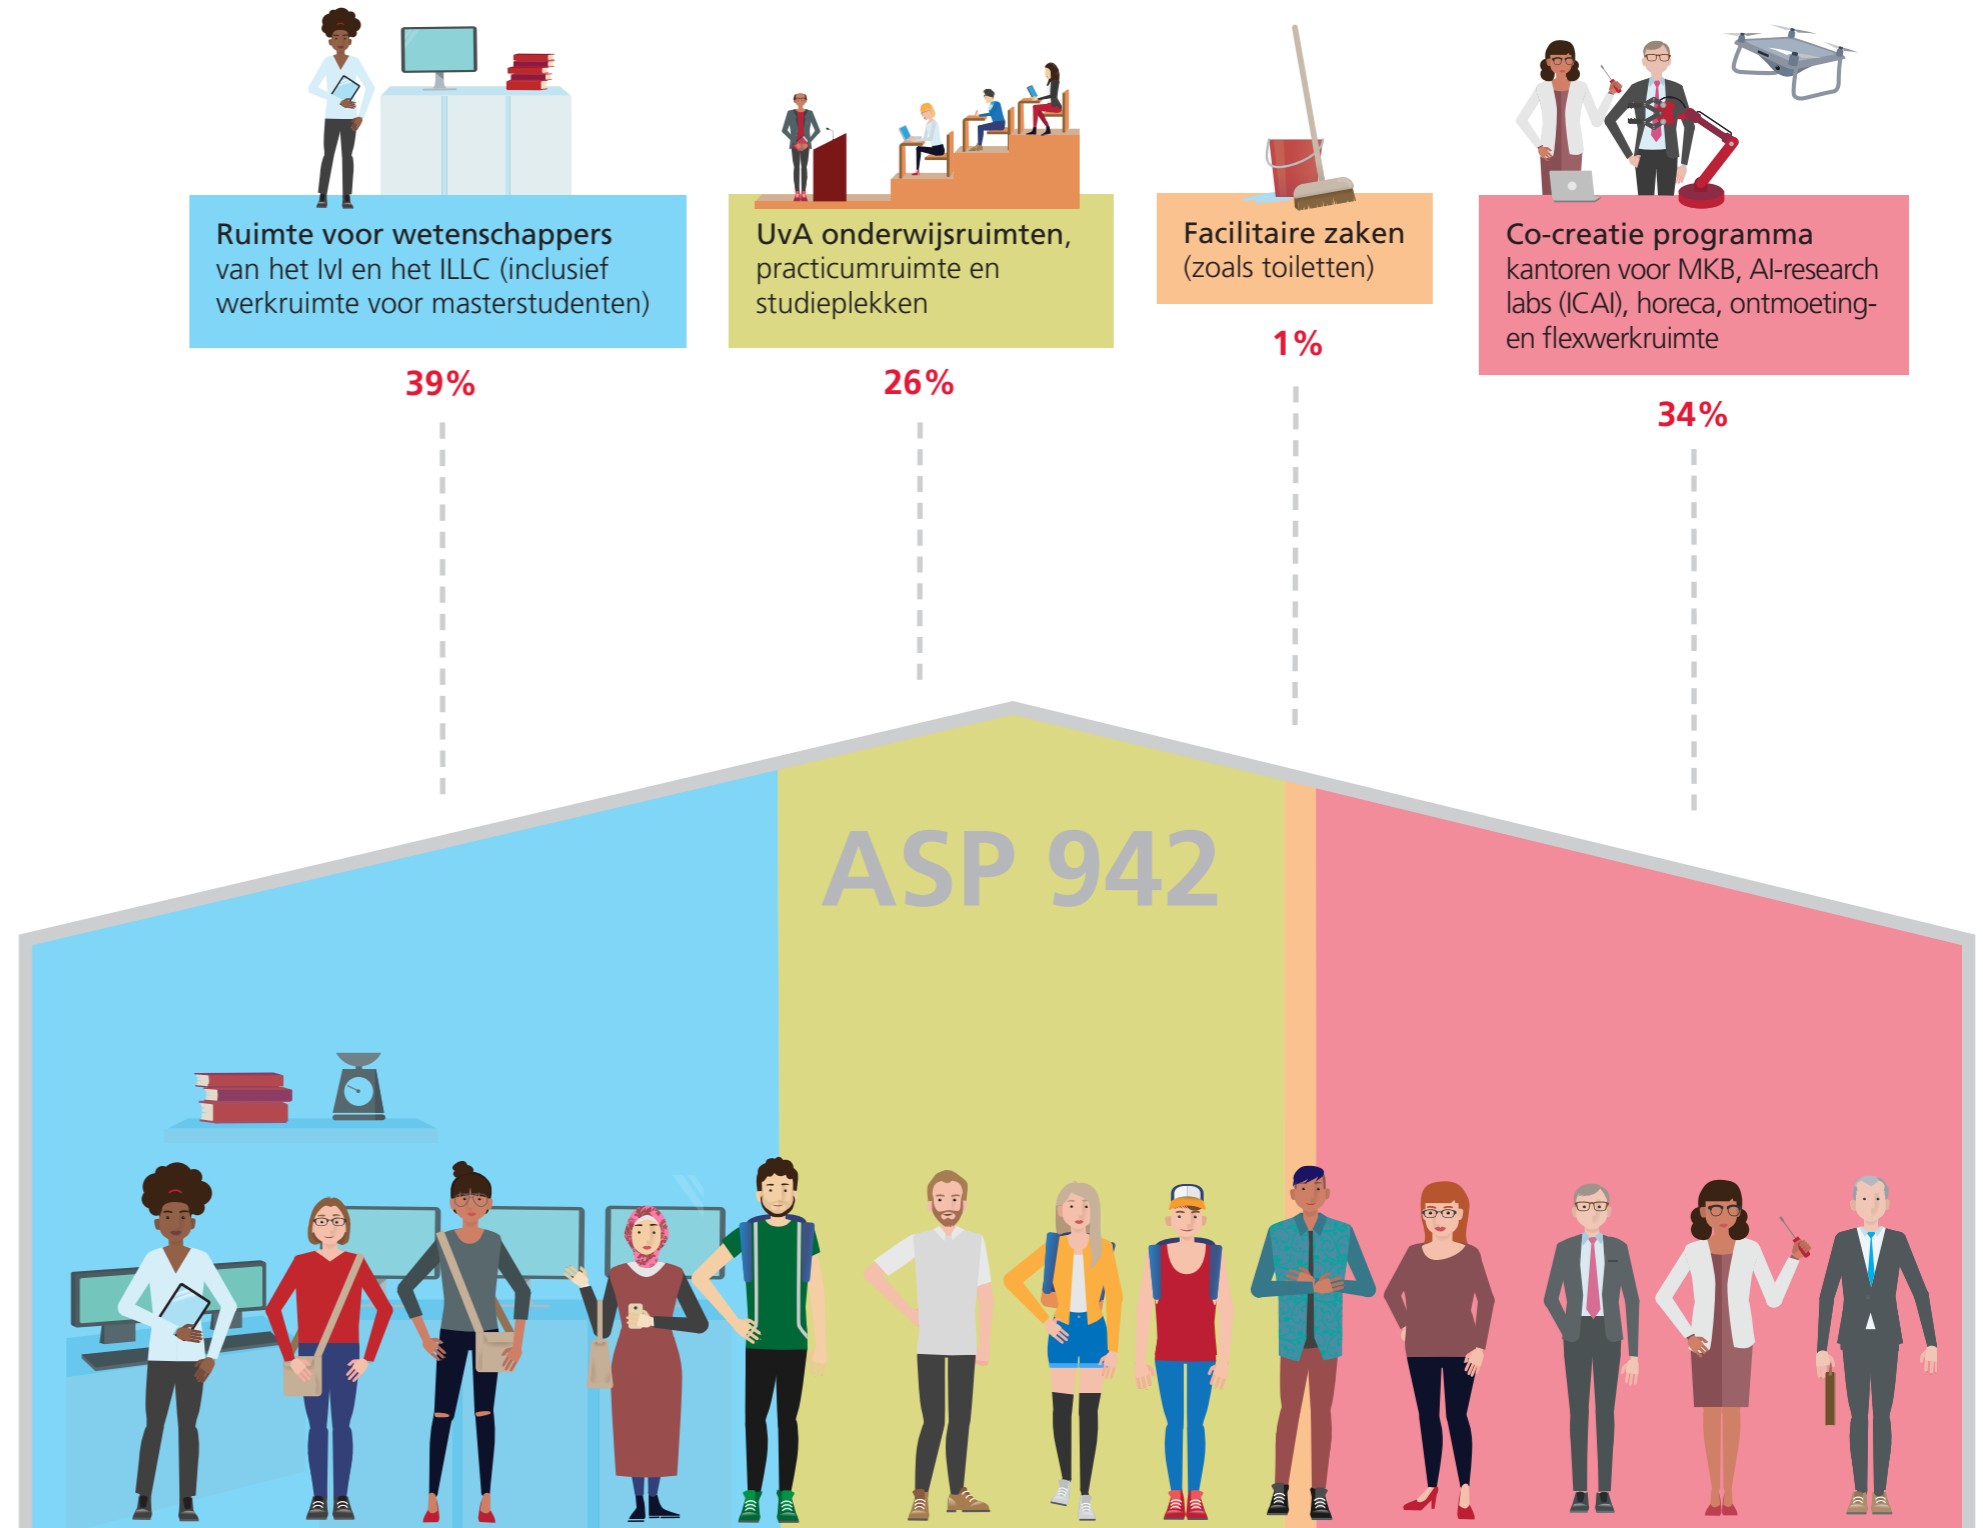 Ruimte voor wetenschappers
van het IvI en het ILLC (inclusief
werkruimte voor masterstudenten)
39%
UvA onderwijsruimten,
practicumruimte en
studieplekken
26%
Facilitaire zaken
(zoals toiletten)
1%
Co-creatie programma
kantoren voor MKB, AI-research
labs (ICAI), horeca, ontmoeting-
en flexwerkruimte
34%
ASP 942